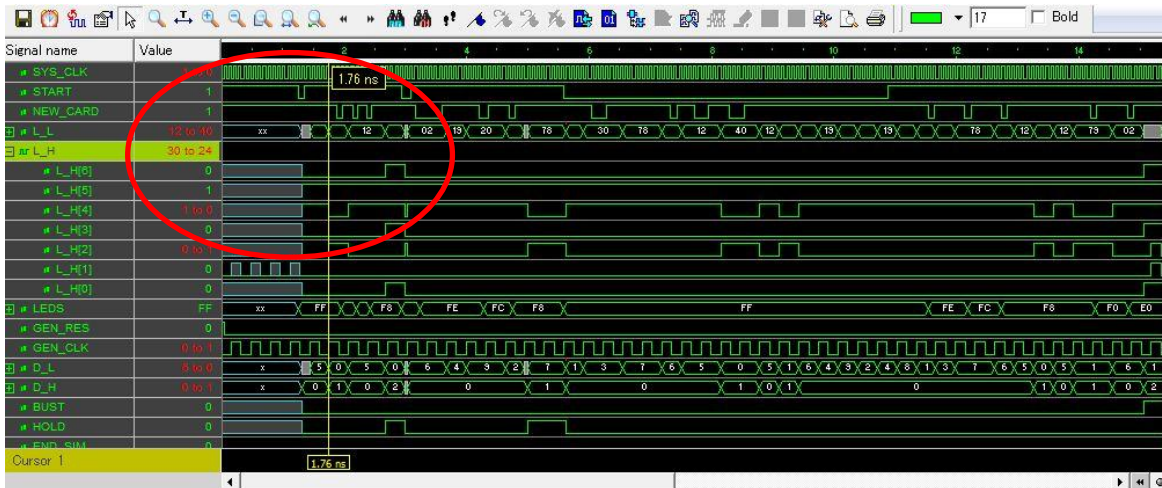 17 Bold
Signal name Value 2 4 6 8 10 12 14
SYS_CLK
1.76 ns
START 1
NEW_CARD 1
L_L 12 to 40 xx 12 02 19 20 78 30 78 12 40 12 19 19 78 12 12 79 02
L_H 30 to 24
L_H[6] 0
L_H[5] 1
L_H[4] 1 to 0
L_H[3] 0
L_H[2] 0 to 1
L_H[1] 0
L_H[0] 0
LEDS FF xx FF F8 FE FC F8 FF FE FC F8 F0 E0
GEN_RES 0
GEN_CLK 0 to 1
D_L 5 to 0 x 5 0 5 0 6 4 3 2 7 1 3 7 6 5 0 5 1 6 4 3 2 4 8 1 3 7 6 5 0 5 1 6 1
D_H 0 to 1 x 0 1 0 2 0 1 0 1 0 1 0 1 0 1 0 2
BUST 0
HOLD 0
END_SIM 0
Cursor 1 1.76 ns